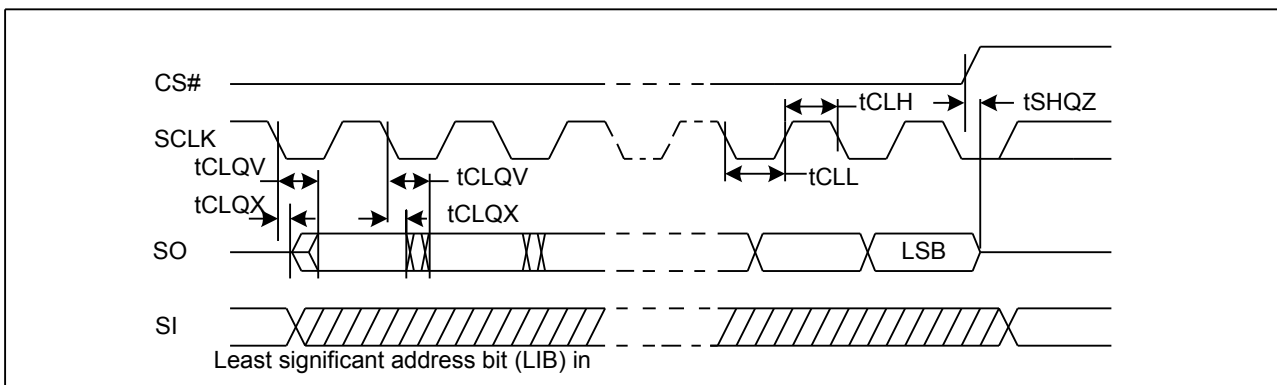 CS#
tCLH
tSHQZ
SCLK
tCLQV
tCLQV
tCLL
tCLQX
tCLQX
SO
LSB
SI
Least significant address bit (LIB) in